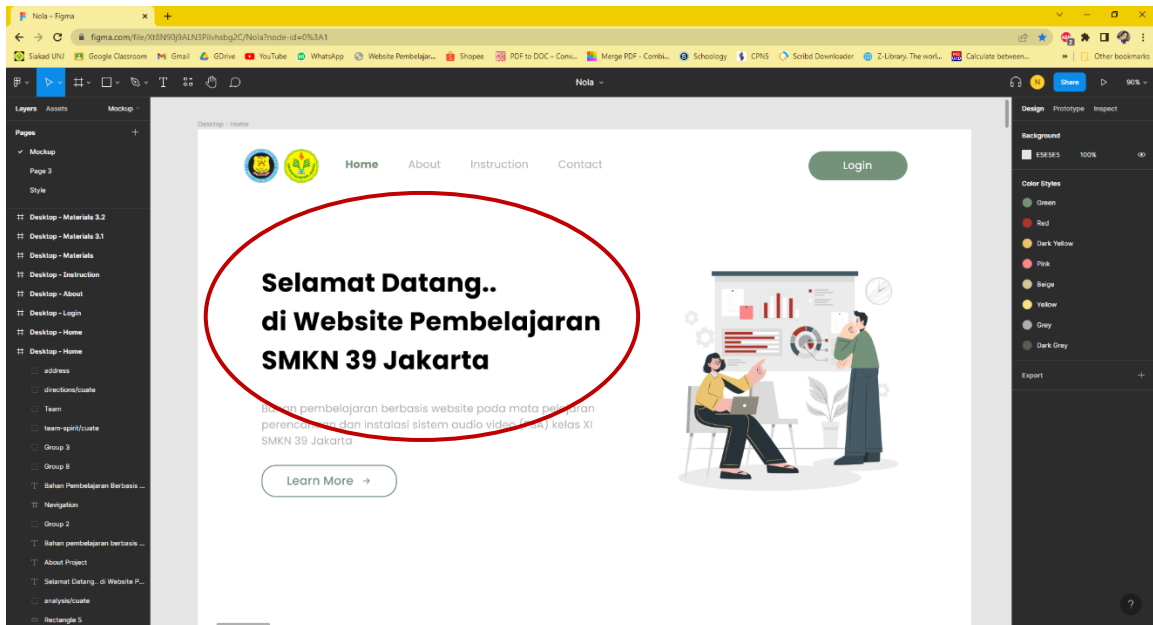 Nola – Figma
figma.com/file/Xt8N90j9ALN3PiIvhsbg2C/Nola?node-id=0%3A1
Siakad UNJ Google Classroom Gmail GDrive YouTube WhatsApp Website Pembelajar... Shopee PDF to DOC – Conv... Merge PDF - Combi... Schoology CPNS Scribd Downloader Z-Library. The worl... Calculate between... » Other bookmarks
Nola
N
Share
90%
Layers Assets Mockup
Design Prototype Inspect
Pages
Mockup
Page 3
Style
Desktop - Materials 3.2
Desktop - Materials 3.1
Desktop - Materials
Desktop - Instruction
Desktop - About
Desktop - Login
Desktop - Home
Desktop - Home
address
directions/cuate
Team
team-spirit/cuate
Group 3
Group 8
Bahan Pembelajaran Berbasis ...
Navigation
Group 2
Bahan pembelajaran berbasis ...
About Project
Selamat Datang.. di Website P...
analysis/cuate
Rectangle 5
Desktop - Home
Home About Instruction Contact
Login
Selamat Datang..
di Website Pembelajaran
SMKN 39 Jakarta
Bahan pembelajaran berbasis website pada mata pelajaran
perencanaan dan instalasi sistem audio video kelas XI
SMKN 39 Jakarta
Learn More →
Background
E5E5E5 100%
Color Styles
Green
Red
Dark Yellow
Pink
Beige
Yellow
Grey
Dark Grey
Export
?